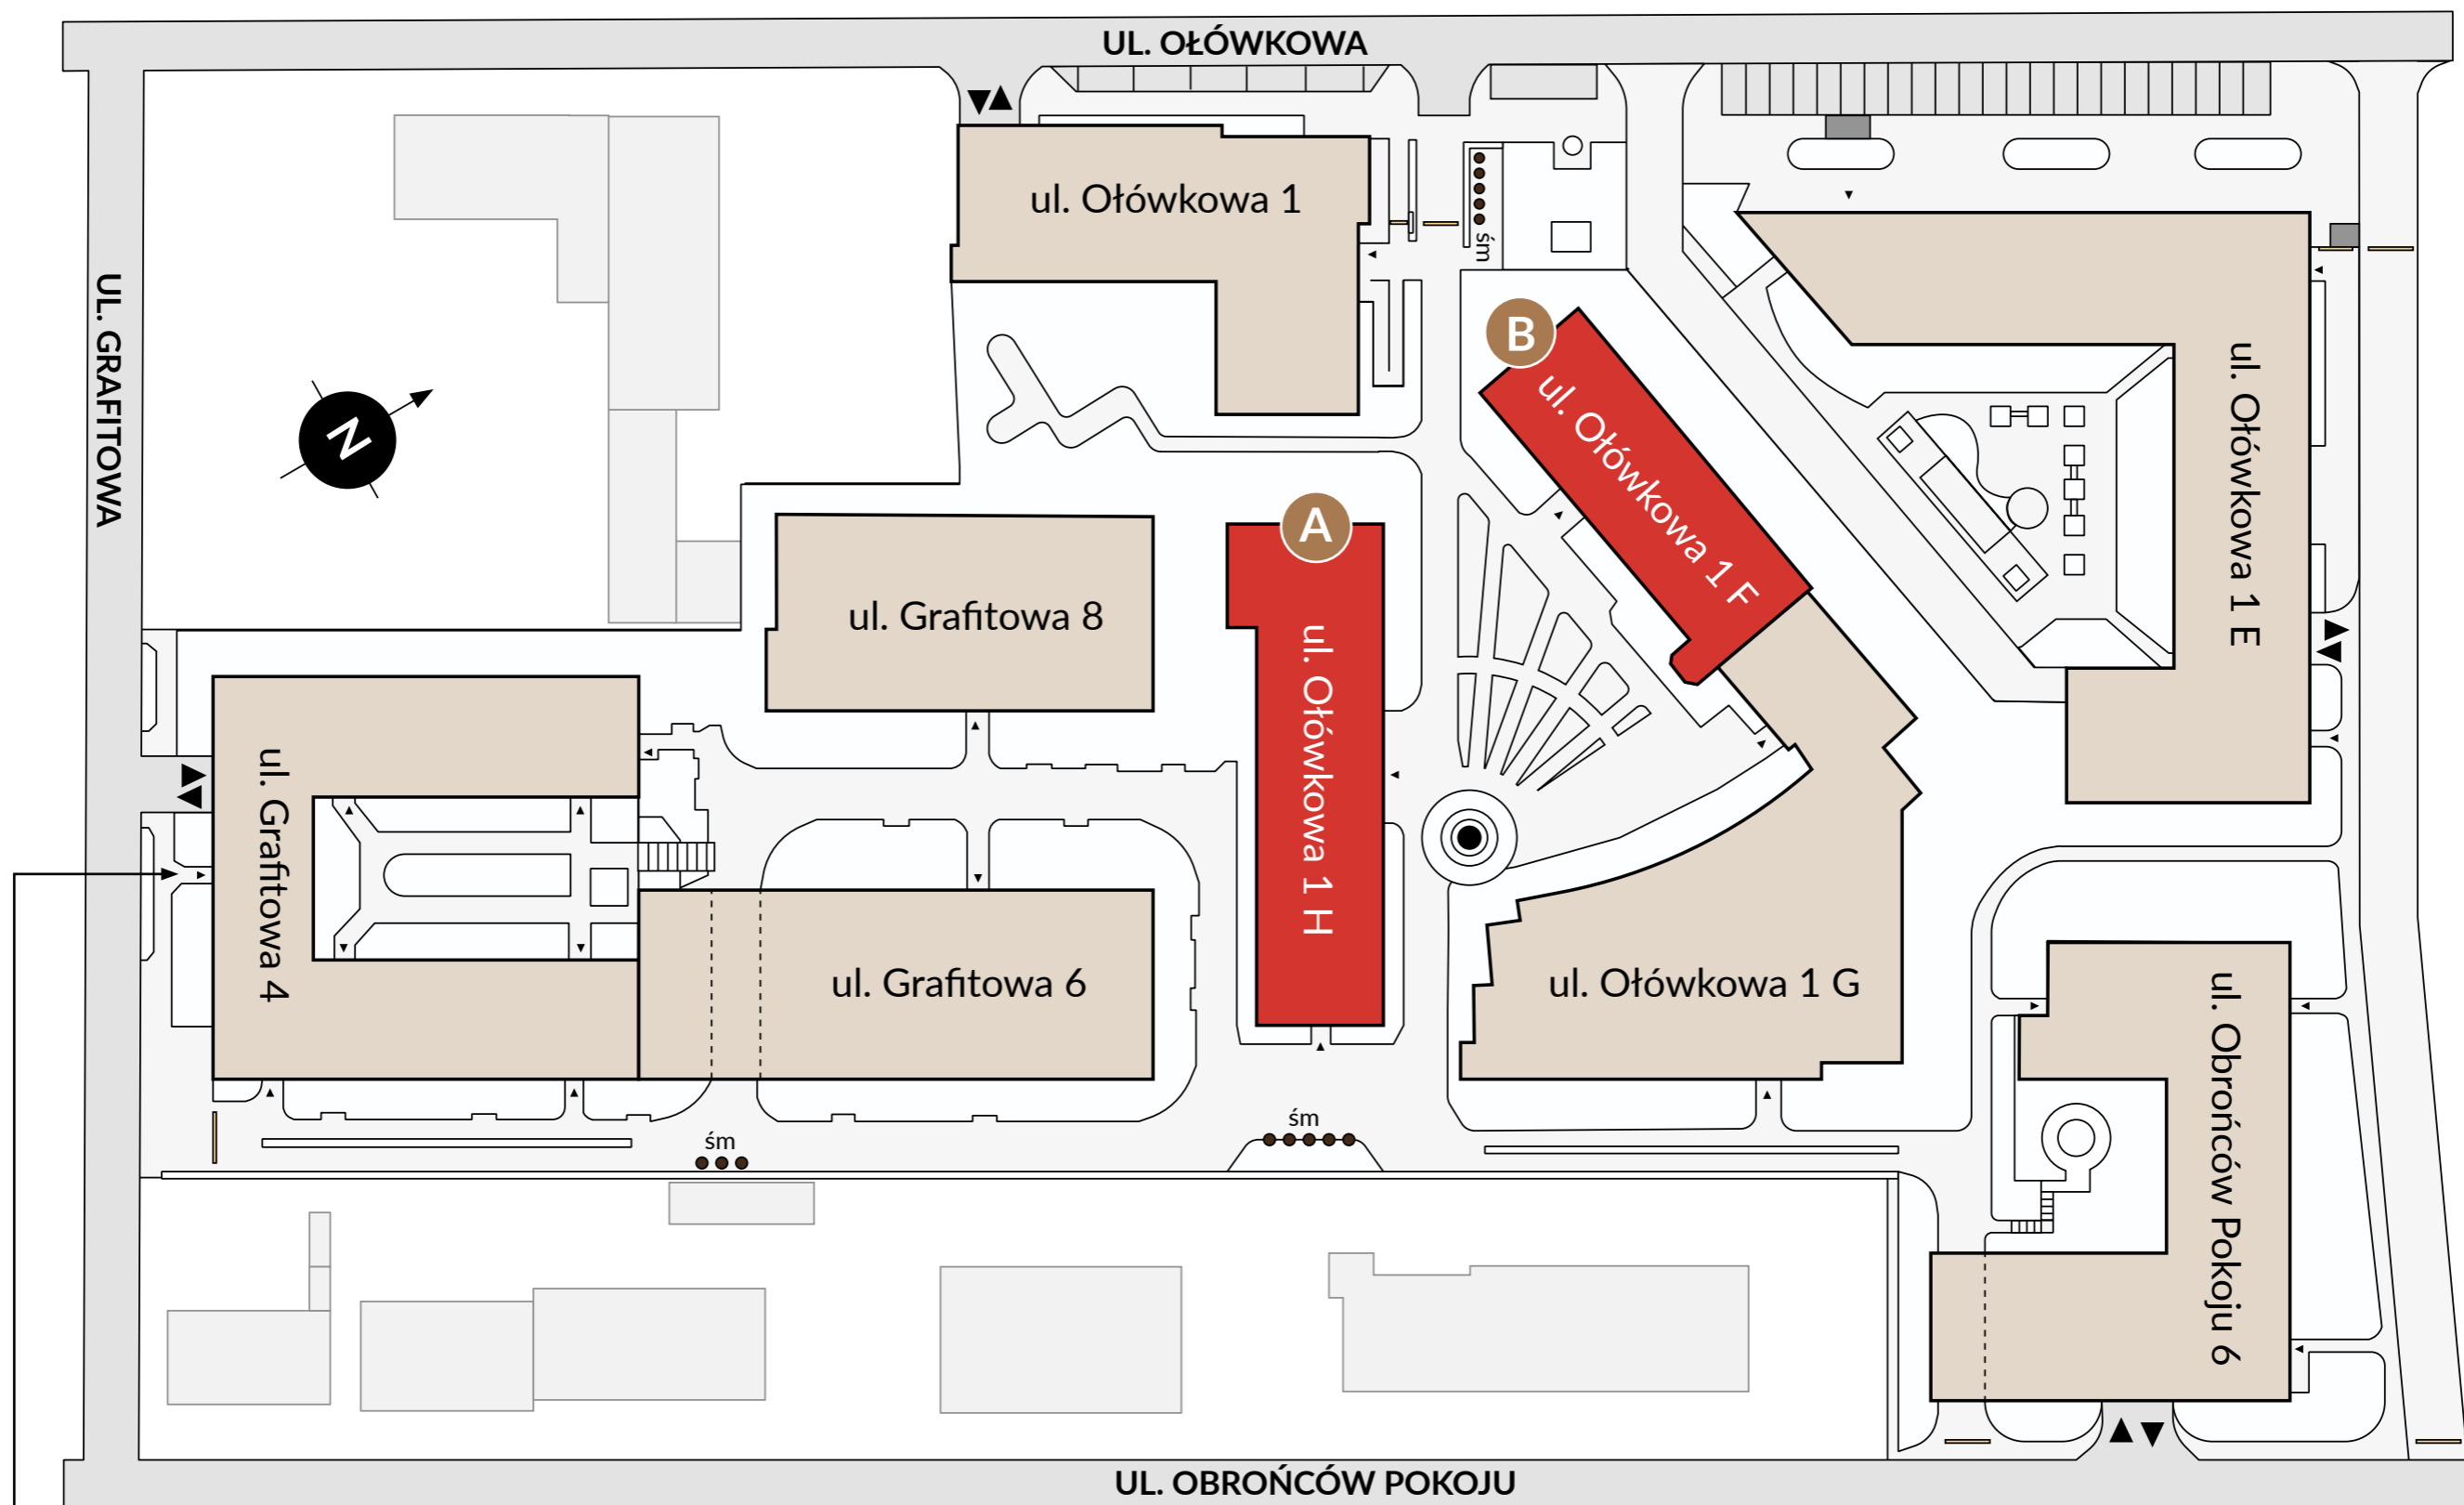 UL. OŁÓWKOWA
ul. Ołówkowa 1
śm
UL. GRAFITOWA
N
B
ul. Ołówkowa 1 F
ul. Ołówkowa 1 E
A
ul. Ołówkowa 1 H
ul. Grafitowa 8
ul. Grafitowa 4
ul. Grafitowa 6
ul. Ołówkowa 1 G
ul. Obrońców Pokoju 6
śm
śm
UL. OBROŃCÓW POKOJU